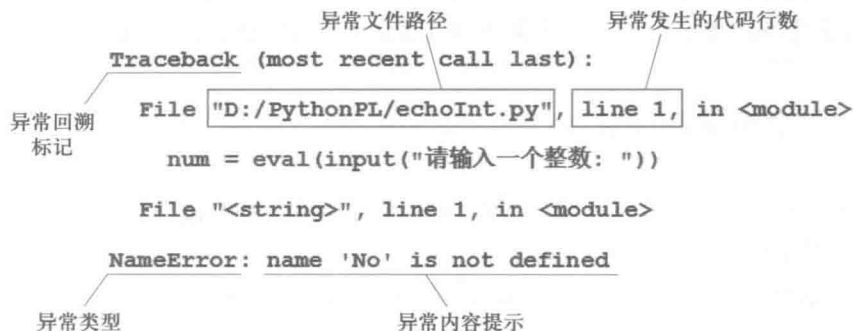 异常文件路径 异常发生的代码行数
Traceback (most recent call last):
File "D:/PythonPL/echoInt.py", line 1, in <module>
异常回溯
标记
num = eval(input("请输入一个整数: "))
File "<string>", line 1, in <module>
NameError: name 'No' is not defined
异常类型 异常内容提示